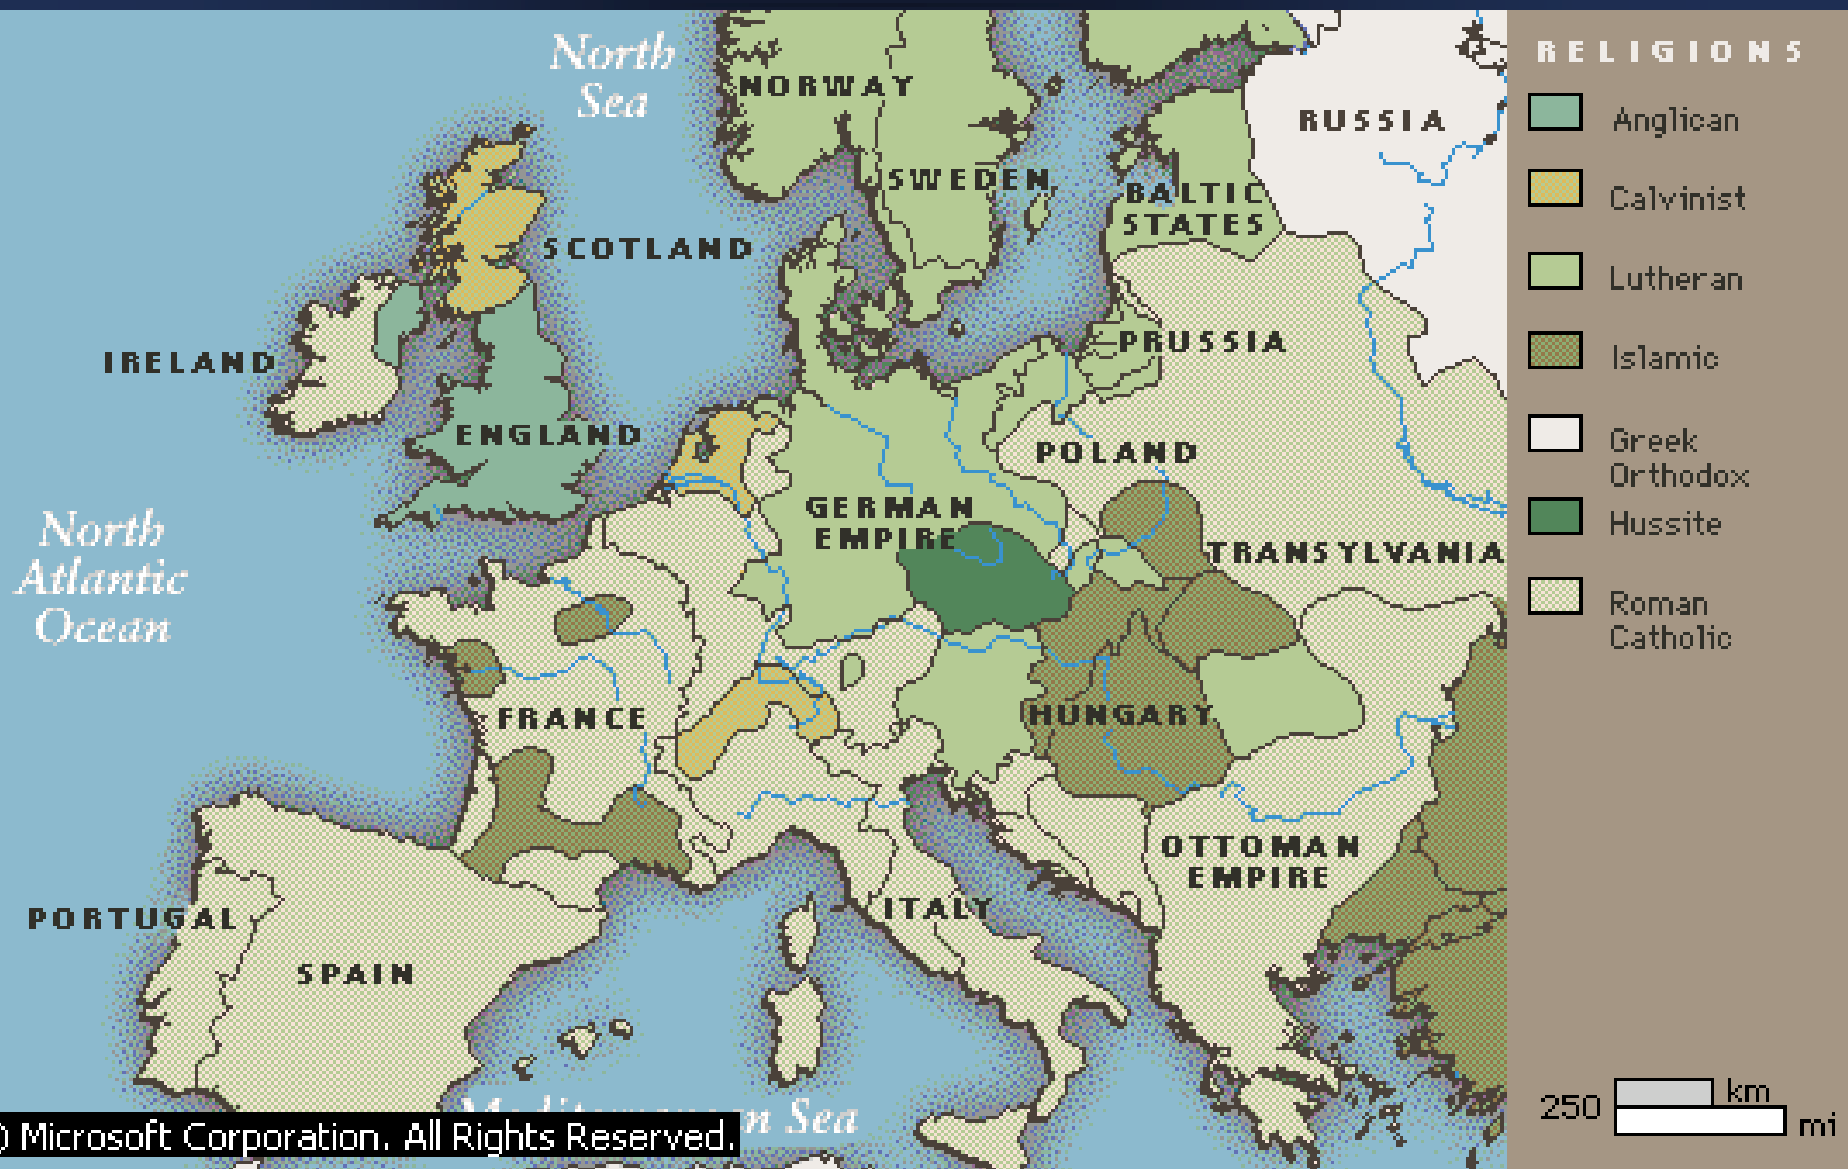 North
Sea
NORWAY
RUSSIA
SWEDEN
BALTIC
STATES
SCOTLAND
IRELAND
PRUSSIA
ENGLAND
POLAND
GERMAN
EMPIRE
North
Atlantic
Ocean
TRANSYLVANIA
FRANCE
HUNGARY
OTTOMAN
EMPIRE
PORTUGAL
ITALY
SPAIN
Mediterranean Sea
) Microsoft Corporation. All Rights Reserved.
RELIGIONS
Anglican
Calvinist
Lutheran
Islamic
Greek
Orthodox
Hussite
Roman
Catholic
250 km
mi